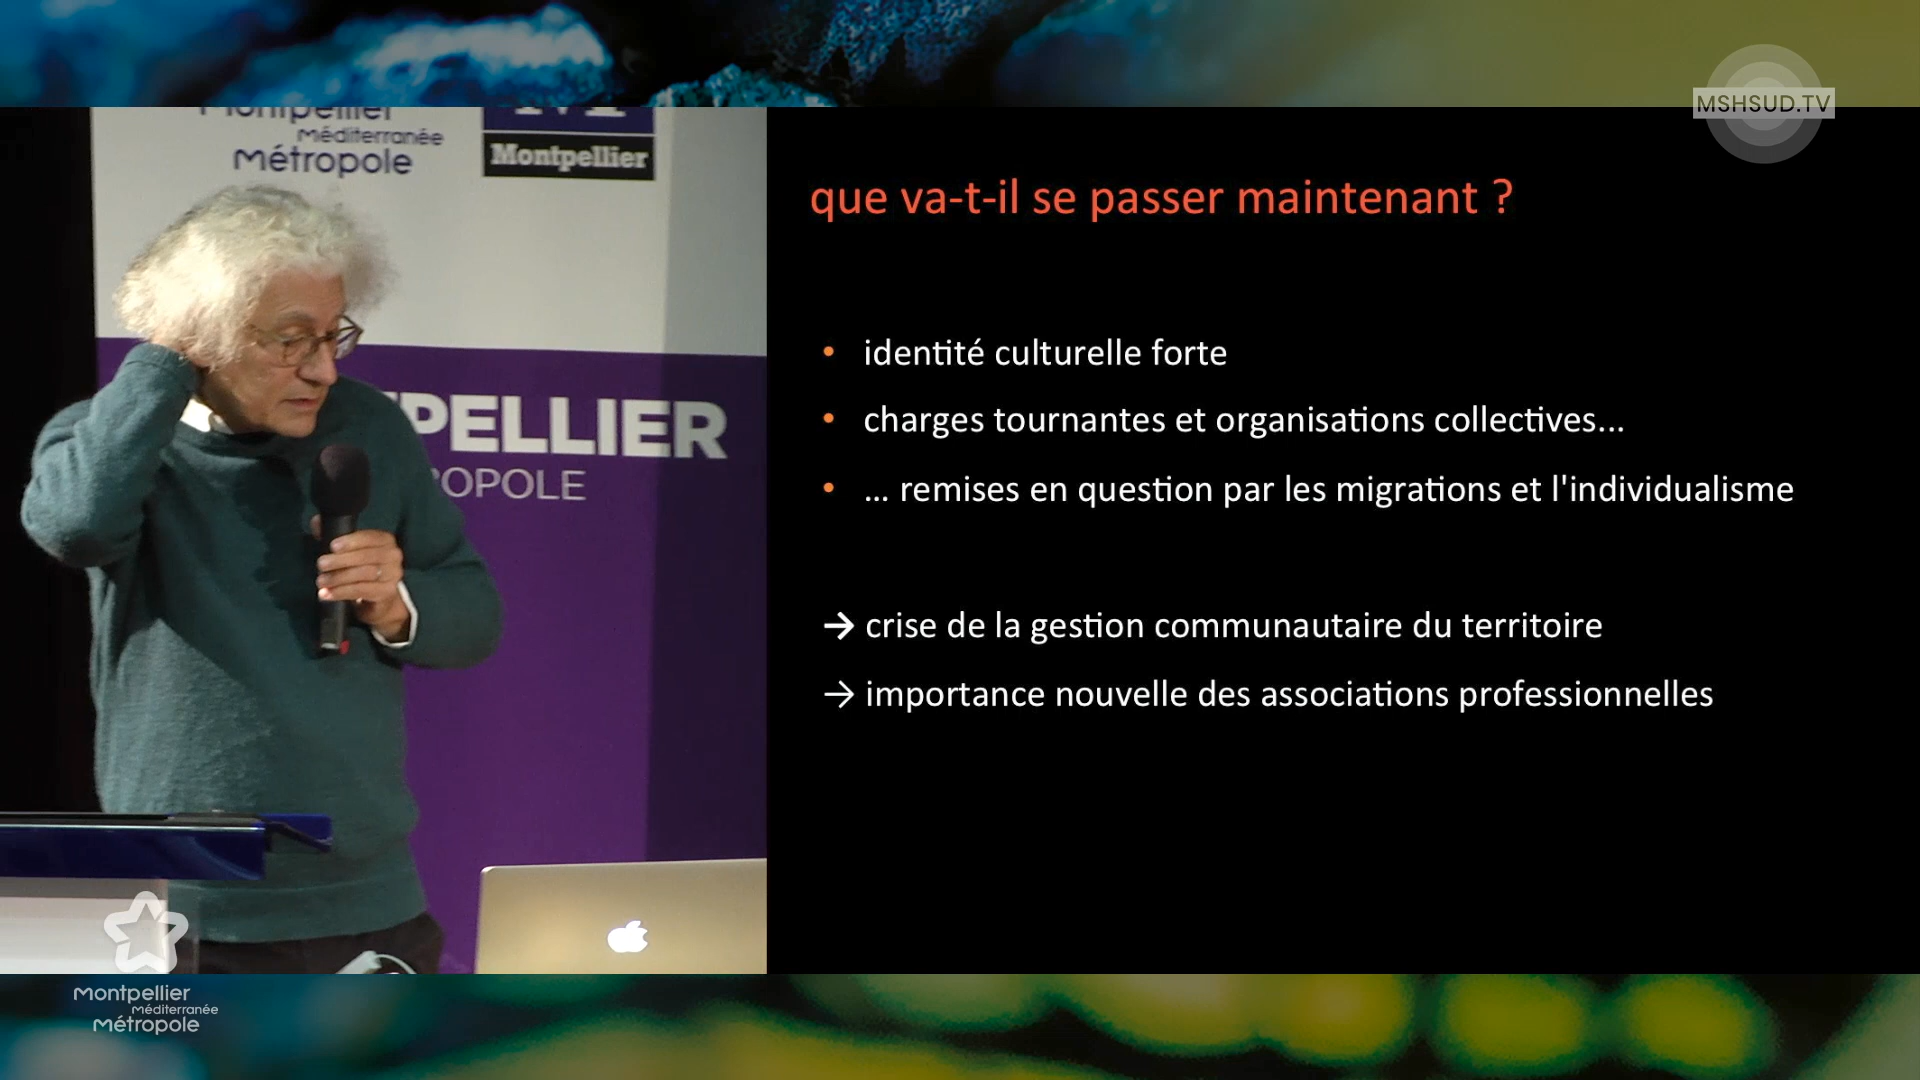 MSHSUD.TV
Montpellier
Méditerranée
Métropole
Montpellier
PELLIER
OPOLE
que va-t-il se passer maintenant ?
• identité culturelle forte
• charges tournantes et organisations collectives...
• ... remises en question par les migrations et l'individualisme
→ crise de la gestion communautaire du territoire
→ importance nouvelle des associations professionnelles
montpellier
méditerranée
métropole